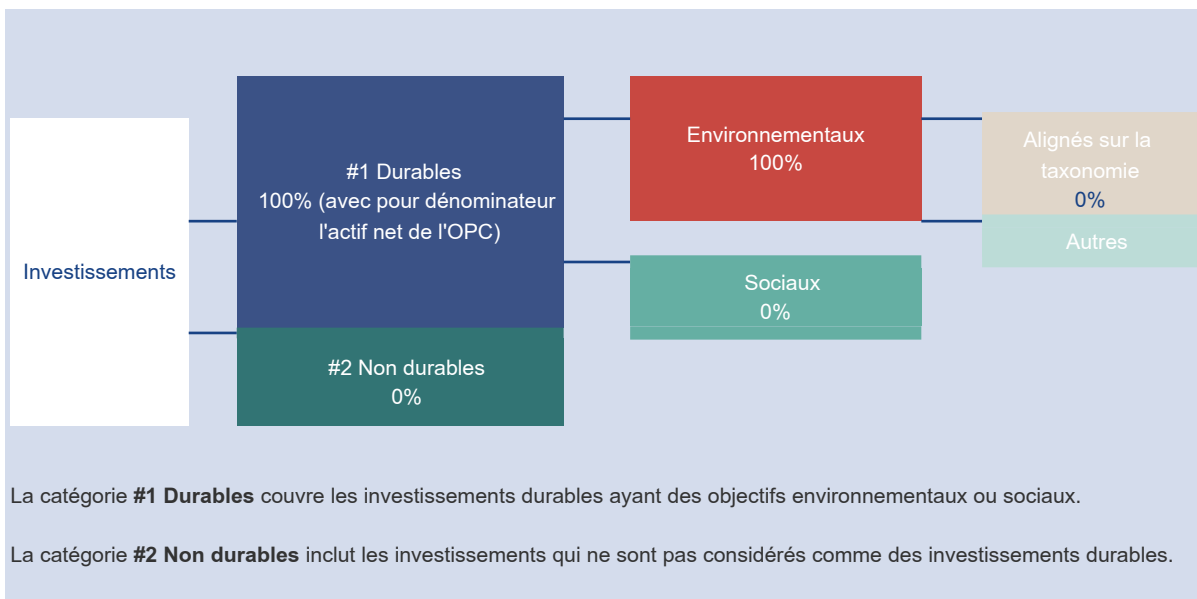 Investissements
#1 Durables
100% (avec pour dénominateur
l'actif net de l'OPC)
#2 Non durables
0%
Environnementaux
100%
Sociaux
0%
Alignés sur la
taxonomie
0%
Autres
La catégorie #1 Durables couvre les investissements durables ayant des objectifs environnementaux ou sociaux.
La catégorie #2 Non durables inclut les investissements qui ne sont pas considérés comme des investissements durables.